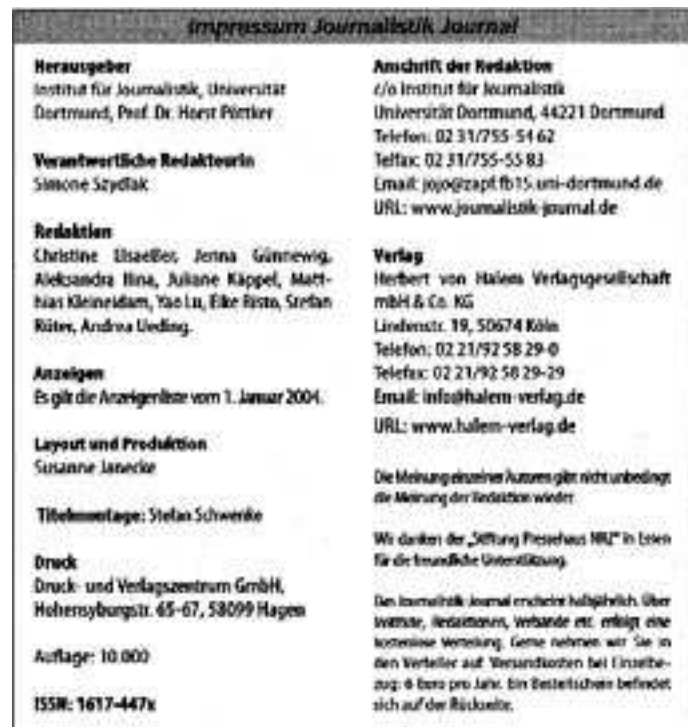 Impressum Journalistik Journal
Herausgeber
Institut für Journalistik, Universität
Dortmund, Prof. Dr. Horst Pöttker
Verantwortliche Redakteurin
Simone Szydlak
Redaktion
Christine Elsaeßer, Jenna Günnewig,
Aleksandra Ilina, Juliane Käppel, Matt-
hias Kleineidam, Yao Lu, Elke Risto, Stefan
Rüter, Andrea Ueding.
Anzeigen
Es gilt die Anzeigenliste vom 1. Januar 2004.
Layout und Produktion
Susanne Janecke
Titelmontage: Stefan Schwenke
Druck
Druck- und Verlagszentrum GmbH,
Hohensyburgstr. 65-67, 58099 Hagen
Auflage: 10.000
ISSN: 1617-447x
Anschrift der Redaktion
c/o Institut für Journalistik
Universität Dortmund, 44221 Dortmund
Telefon: 02 31/755-54 62
Telfax: 02 31/755-55 83
Email: jojo@zapf.fb15.uni-dortmund.de
URL: www.journalistik-journal.de
Verlag
Herbert von Halem Verlagsgesellschaft
mbH & Co. KG
Lindenstr. 19, 50674 Köln
Telefon: 02 21/92 58 29-0
Telefax: 02 21/92 58 29-29
Email: info@halem-verlag.de
URL: www.halem-verlag.de
Die Meinung einzelner Autoren gibt nicht unbedingt
die Meinung der Redaktion wieder.
Wir danken der „Stiftung Pressehaus NRZ" in Essen
für die freundliche Unterstützung.
Das Journalistik Journal erscheint halbjährlich. Über
Institute, Redaktionen, Verbände etc. erfolgt eine
kostenlose Verteilung. Gerne nehmen wir Sie in
den Verteiler auf. Versandkosten bei Einzelbe-
zug: 6 Euro pro Jahr. Ein Bestellschein befindet
sich auf der Rückseite.